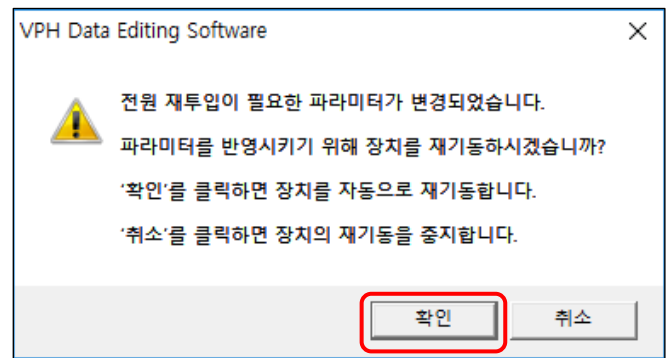 VPH Data Editing Software
전원 재투입이 필요한 파라미터가 변경되었습니다.
파라미터를 반영시키기 위해 장치를 재기동하시겠습니까?
‘확인’를 클릭하면 장치를 자동으로 재기동합니다.
‘취소’를 클릭하면 장치의 재기동을 중지합니다.
확인
취소